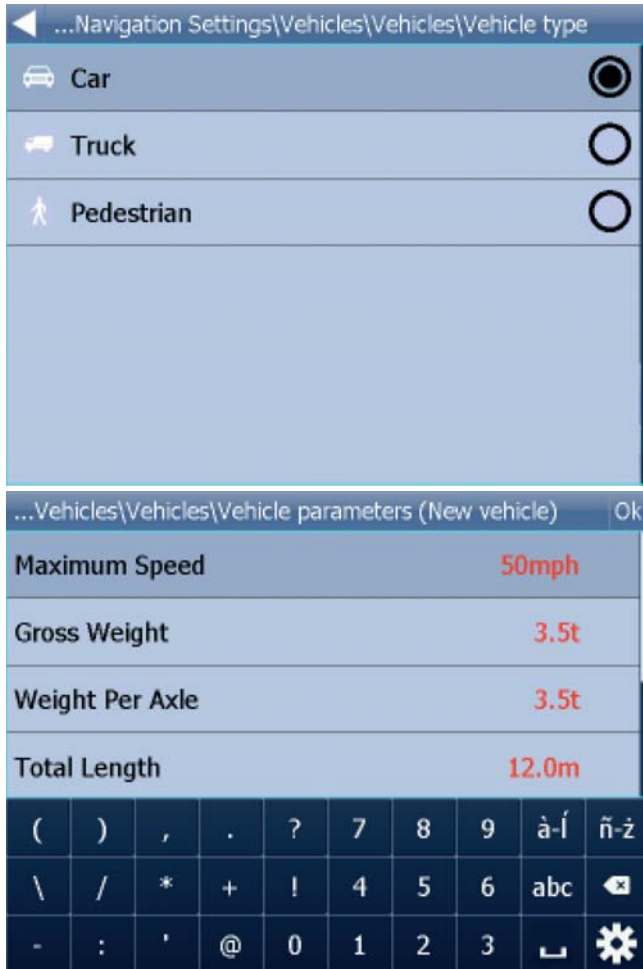 ...Navigation Settings\Vehicles\Vehicles\Vehicle type
Car
Truck
Pedestrian
...Vehicles\Vehicles\Vehicle parameters (New vehicle) Ok
Maximum Speed 50mph
Gross Weight 3.5t
Weight Per Axle 3.5t
Total Length 12.0m
( ) , . ? 7 8 9 à-Í ñ-ż
\ / * + ! 4 5 6 abc
- : ' @ 0 1 2 3